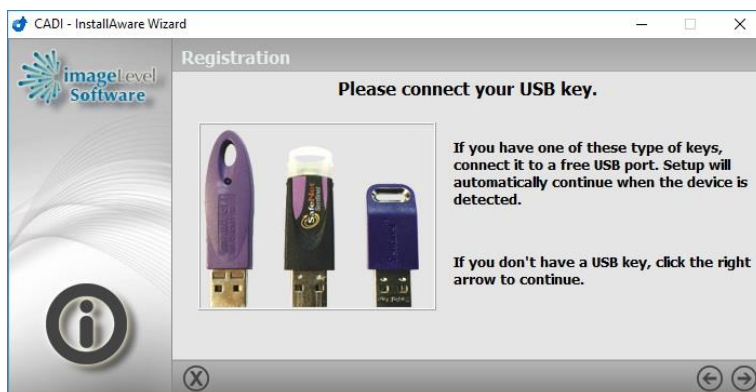 CADI - InstallAware Wizard
imageLevel
Software
Registration
Please connect your USB key.
SafeNet
If you have one of these type of keys,
connect it to a free USB port. Setup will
automatically continue when the device is
detected.
If you don't have a USB key, click the right
arrow to continue.